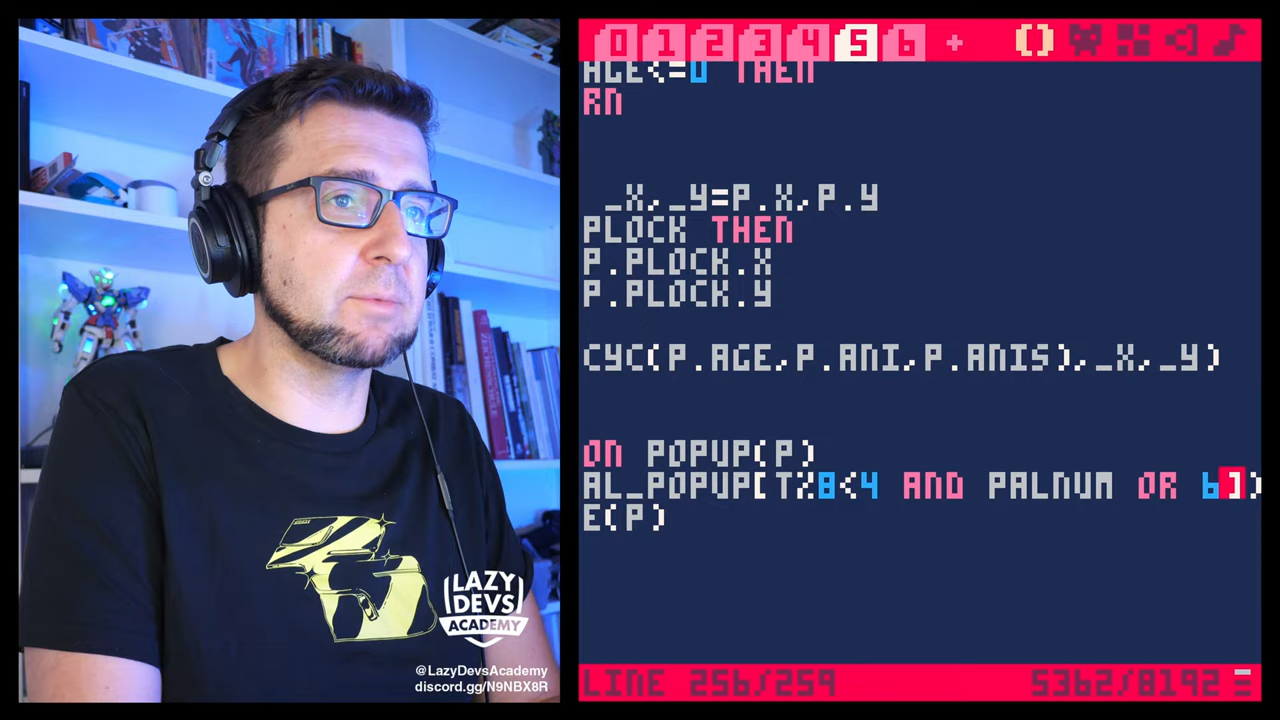 0 1 2 3 4 5 6 + ()
AGE<=0 THEN
RN
_X,_Y=P.X,P.Y
PLOCK THEN
P.PLOCK.X
P.PLOCK.Y
CYC(P.AGE,P.ANI,P.ANIS),_X,_Y)
ON POPUP(P)
AL_POPUP[T%8<4 AND PALNUM OR 6])
E(P)
LINE 256/259 5362/8192
LAZY
DEVS
ACADEMY
@LazyDevsAcademy
discord.gg/N9NBX8R